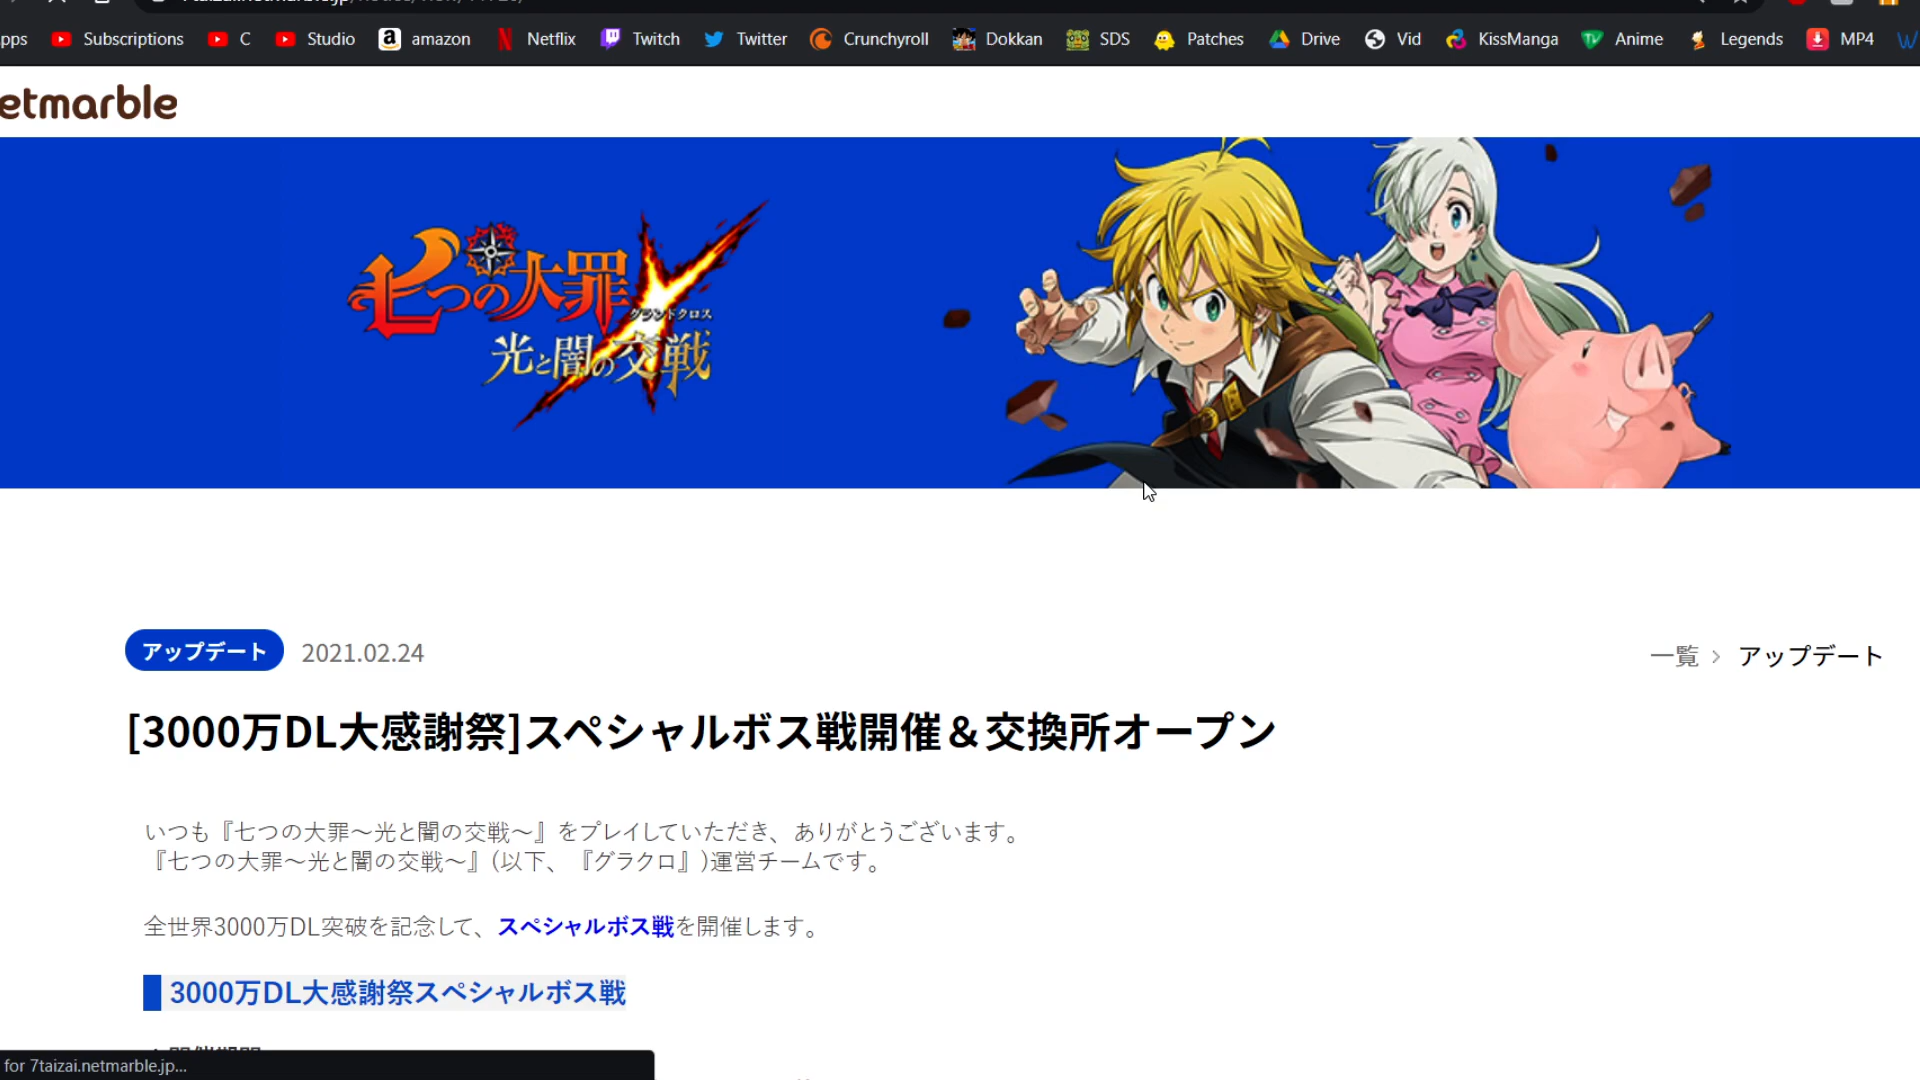 pps Subscriptions C Studio amazon Netflix Twitch Twitter Crunchyroll Dokkan SDS Patches Drive Vid KissManga Anime Legends MP4
etmarble
七つの大罪
グランドクロス
光と闇の交戦
アップデート 2021.02.24
一覧 > アップデート
[3000万DL大感謝祭]スペシャルボス戦開催＆交換所オープン
いつも『七つの大罪～光と闇の交戦～』をプレイしていただき、ありがとうございます。
『七つの大罪～光と闇の交戦～』(以下、『グラクロ』)運営チームです。
全世界3000万DL突破を記念して、スペシャルボス戦を開催します。
3000万DL大感謝祭スペシャルボス戦
for 7taizai.netmarble.jp...